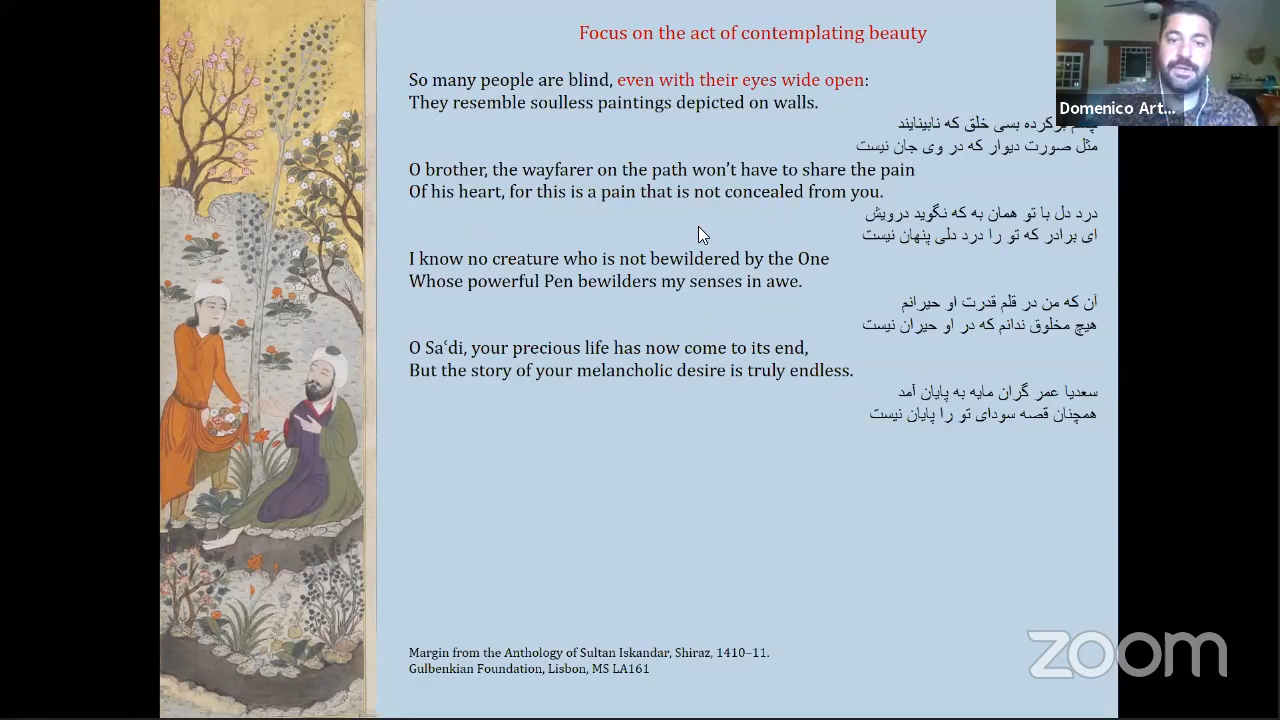 Focus on the act of contemplating beauty
Domenico Art...
So many people are blind, even with their eyes wide open:
They resemble soulless paintings depicted on walls.
برکرده بسی خلق که نابینایند
مثل صورت دیوار که در وی جان نیست
O brother, the wayfarer on the path won’t have to share the pain
Of his heart, for this is a pain that is not concealed from you.
درد دل با تو همان به که نگوید درویش
ای برادر که تو را درد دلی پنهان نیست
I know no creature who is not bewildered by the One
Whose powerful Pen bewilders my senses in awe.
آن که من در قلم قدرت او حیرانم
هیچ مخلوق ندانم که در او حیران نیست
O Saʿdi, your precious life has now come to its end,
But the story of your melancholic desire is truly endless.
سعدیا عمر گران مایه به پایان آمد
همچنان قصه سودای تو را پایان نیست
Margin from the Anthology of Sultan Iskandar, Shiraz, 1410–11.
Gulbenkian Foundation, Lisbon, MS LA161
zoom